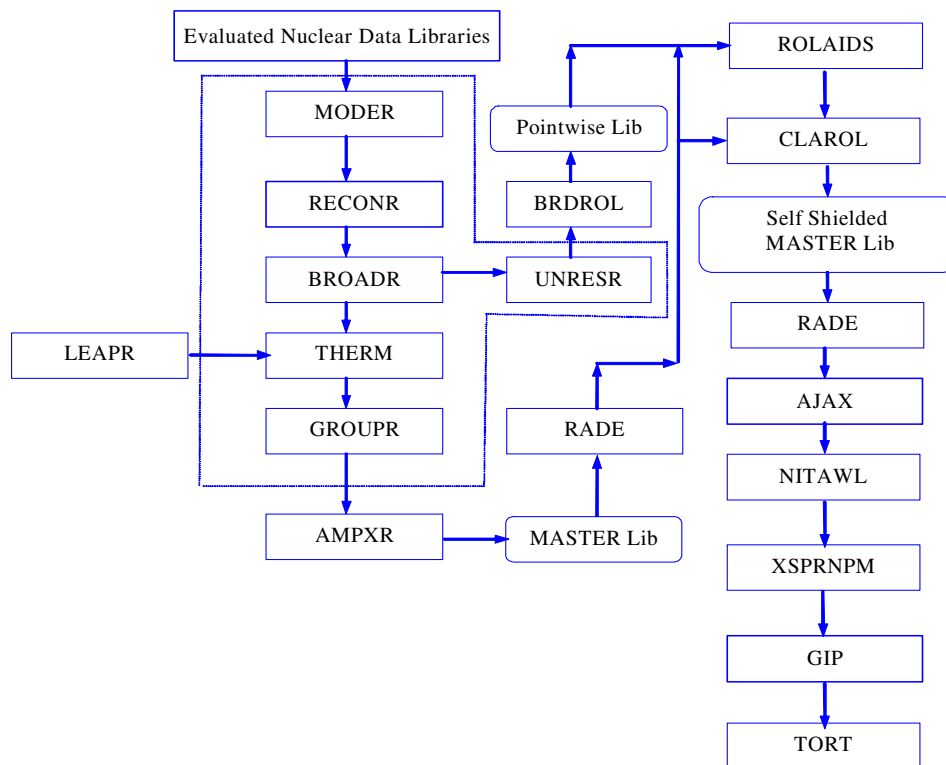 Evaluated Nuclear Data Libraries
MODER
RECONR
BROADR
THERM
GROUPR
AMPXR
LEAPR
UNRESR
BRDROL
Pointwise Lib
MASTER Lib
RADE
ROLAIDS
CLAROL
Self Shielded
MASTER Lib
RADE
AJAX
NITAWL
XSPRNPM
GIP
TORT